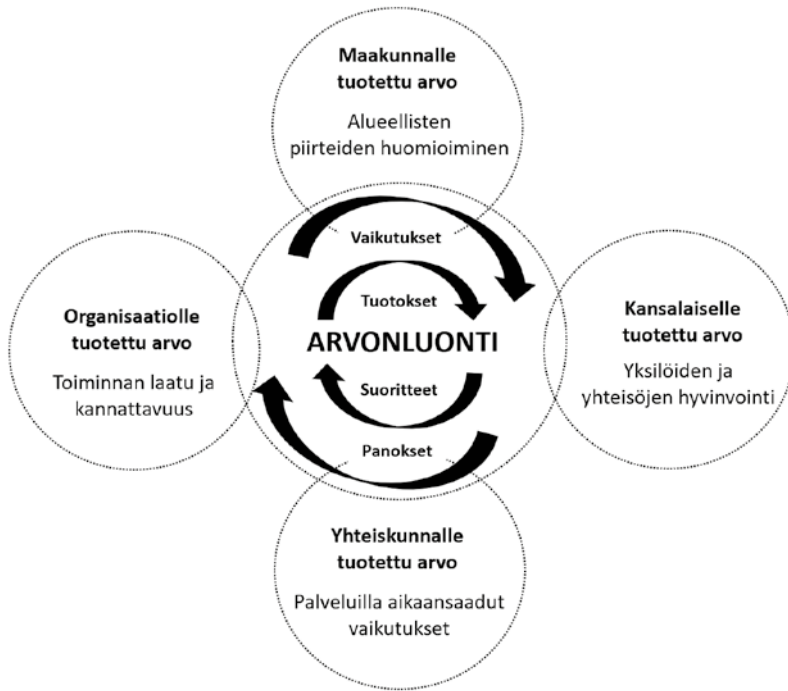 Maakunnalle
tuotettu arvo
Alueellisten
piirteiden huomioiminen
Vaikutukset
Tuotokset
Organisaatiolle
tuotettu arvo
Toiminnan laatu ja
kannattavuus
ARVONLUONTI
Kansalaiselle
tuotettu arvo
Yksilöiden ja
yhteisöjen hyvinvointi
Suoritteet
Panokset
Yhteiskunnalle
tuotettu arvo
Palveluilla aikaansaadut
vaikutukset